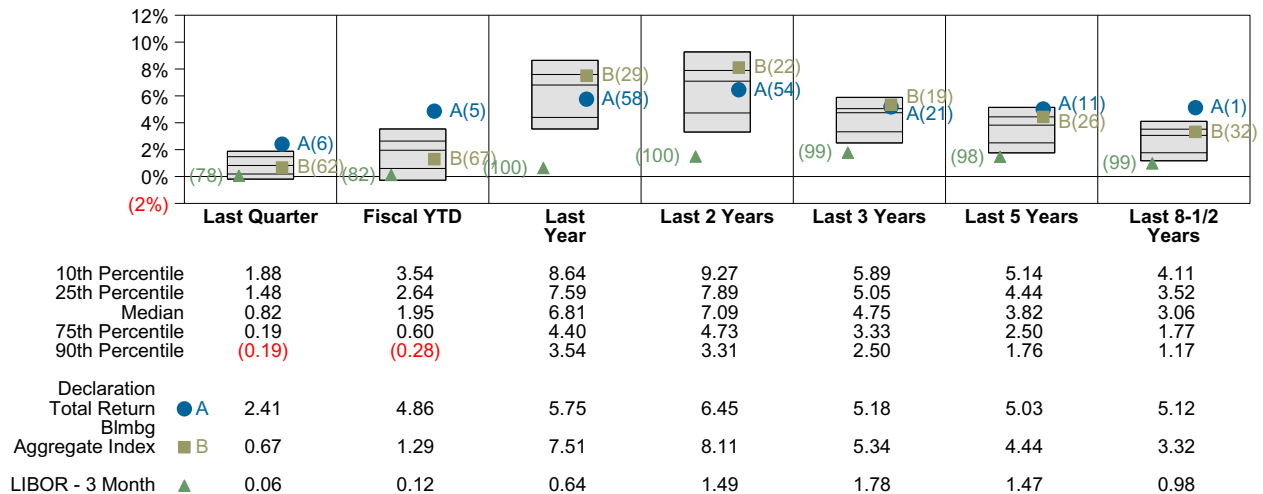 12%
10%
8%
6%
4%
2%
0%
(2%)
A(6)
B(62)
(78)
A(5)
B(67)
(82)
B(29)
A(58)
(100)
B(22)
A(54)
(100)
B(19)
A(21)
(99)
A(11)
B(26)
(98)
A(1)
B(32)
(99)
Last Quarter Fiscal YTD Last Year Last 2 Years Last 3 Years Last 5 Years Last 8-1/2 Years
10th Percentile 1.88 3.54 8.64 9.27 5.89 5.14 4.11
25th Percentile 1.48 2.64 7.59 7.89 5.05 4.44 3.52
Median 0.82 1.95 6.81 7.09 4.75 3.82 3.06
75th Percentile 0.19 0.60 4.40 4.73 3.33 2.50 1.77
90th Percentile (0.19) (0.28) 3.54 3.31 2.50 1.76 1.17
Declaration
Total Return A 2.41 4.86 5.75 6.45 5.18 5.03 5.12
Blmbg
Aggregate Index B 0.67 1.29 7.51 8.11 5.34 4.44 3.32
LIBOR - 3 Month 0.06 0.12 0.64 1.49 1.78 1.47 0.98